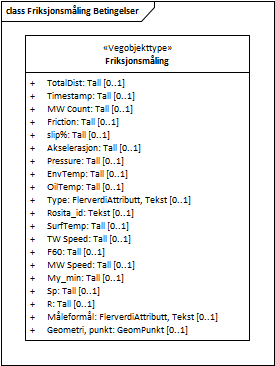 class Friksjonsmåling Betingelser
«Vegobjekttype»
Friksjonsmåling
+ TotalDist: Tall [0..1]
+ Timestamp: Tall [0..1]
+ MW Count: Tall [0..1]
+ Friction: Tall [0..1]
+ slip%: Tall [0..1]
+ Akselerasjon: Tall [0..1]
+ Pressure: Tall [0..1]
+ EnvTemp: Tall [0..1]
+ OilTemp: Tall [0..1]
+ Type: FlerverdiAttributt, Tekst [0..1]
+ Rosita_id: Tekst [0..1]
+ SurfTemp: Tall [0..1]
+ TW Speed: Tall [0..1]
+ F60: Tall [0..1]
+ MW Speed: Tall [0..1]
+ My_min: Tall [0..1]
+ Sp: Tall [0..1]
+ R: Tall [0..1]
+ Måleformål: FlerverdiAttributt, Tekst [0..1]
+ Geometri, punkt: GeomPunkt [0..1]